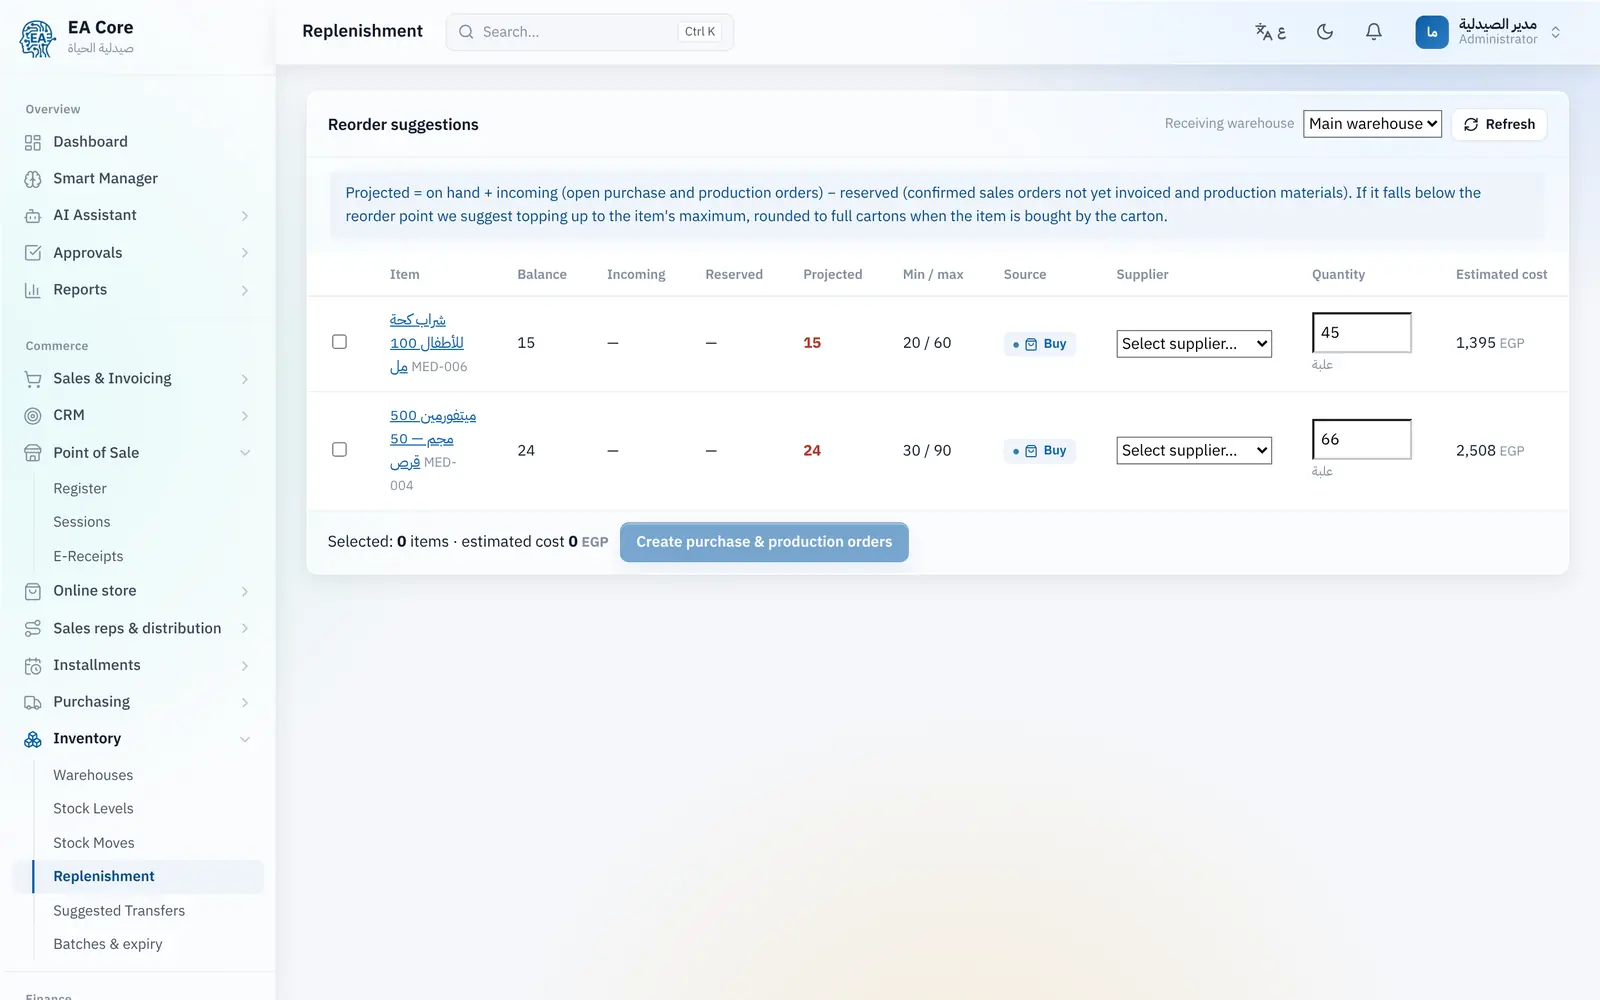 EA Core
صيدلية الحياة
Replenishment
Search...
Ctrl K
ع
ما
مدير الصيدلية
Administrator
Overview
Dashboard
Smart Manager
AI Assistant
Approvals
Reports
Commerce
Sales & Invoicing
CRM
Point of Sale
Register
Sessions
E-Receipts
Online store
Sales reps & distribution
Installments
Purchasing
Inventory
Warehouses
Stock Levels
Stock Moves
Replenishment
Suggested Transfers
Batches & expiry
Finance
Reorder suggestions
Receiving warehouse
Main warehouse
Refresh
Projected = on hand + incoming (open purchase and production orders) − reserved (confirmed sales orders not yet invoiced and production materials). If it falls below the
reorder point we suggest topping up to the item's maximum, rounded to full cartons when the item is bought by the carton.
Item Balance Incoming Reserved Projected Min / max Source Supplier Quantity Estimated cost
شراب كحة
للأطفال 100
مل MED-006
15 — — 15 20 / 60 Buy Select supplier... 45 1,395 EGP
علبة
ميتفورمين 500
مجم — 50
قرص MED-
004
24 — — 24 30 / 90 Buy Select supplier... 66 2,508 EGP
علبة
Selected: 0 items · estimated cost 0 EGP
Create purchase & production orders